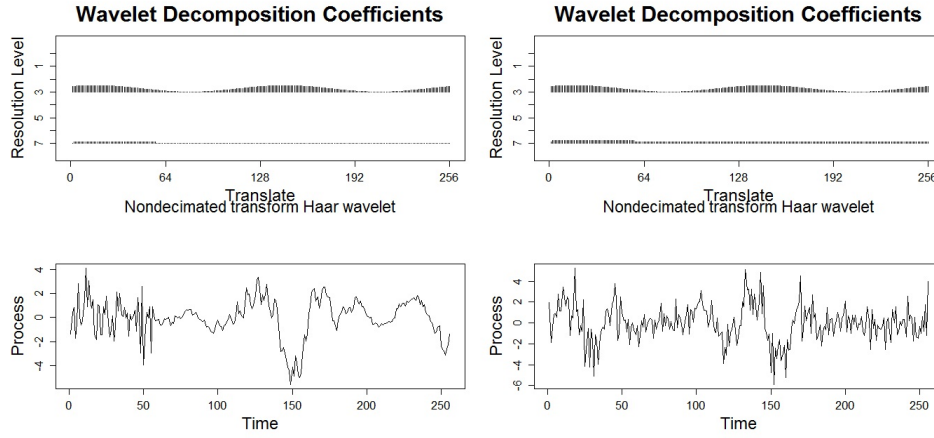 Wavelet Decomposition Coefficients
Resolution Level
1
3
5
7
0 64 128 192 256
Translate
Nondecimated transform Haar wavelet
Process
4
2
0
-2
-4
0 50 100 150 200 250
Time
Wavelet Decomposition Coefficients
Resolution Level
1
3
5
7
0 64 128 192 256
Translate
Nondecimated transform Haar wavelet
Process
4
2
0
-2
-4
-6
0 50 100 150 200 250
Time